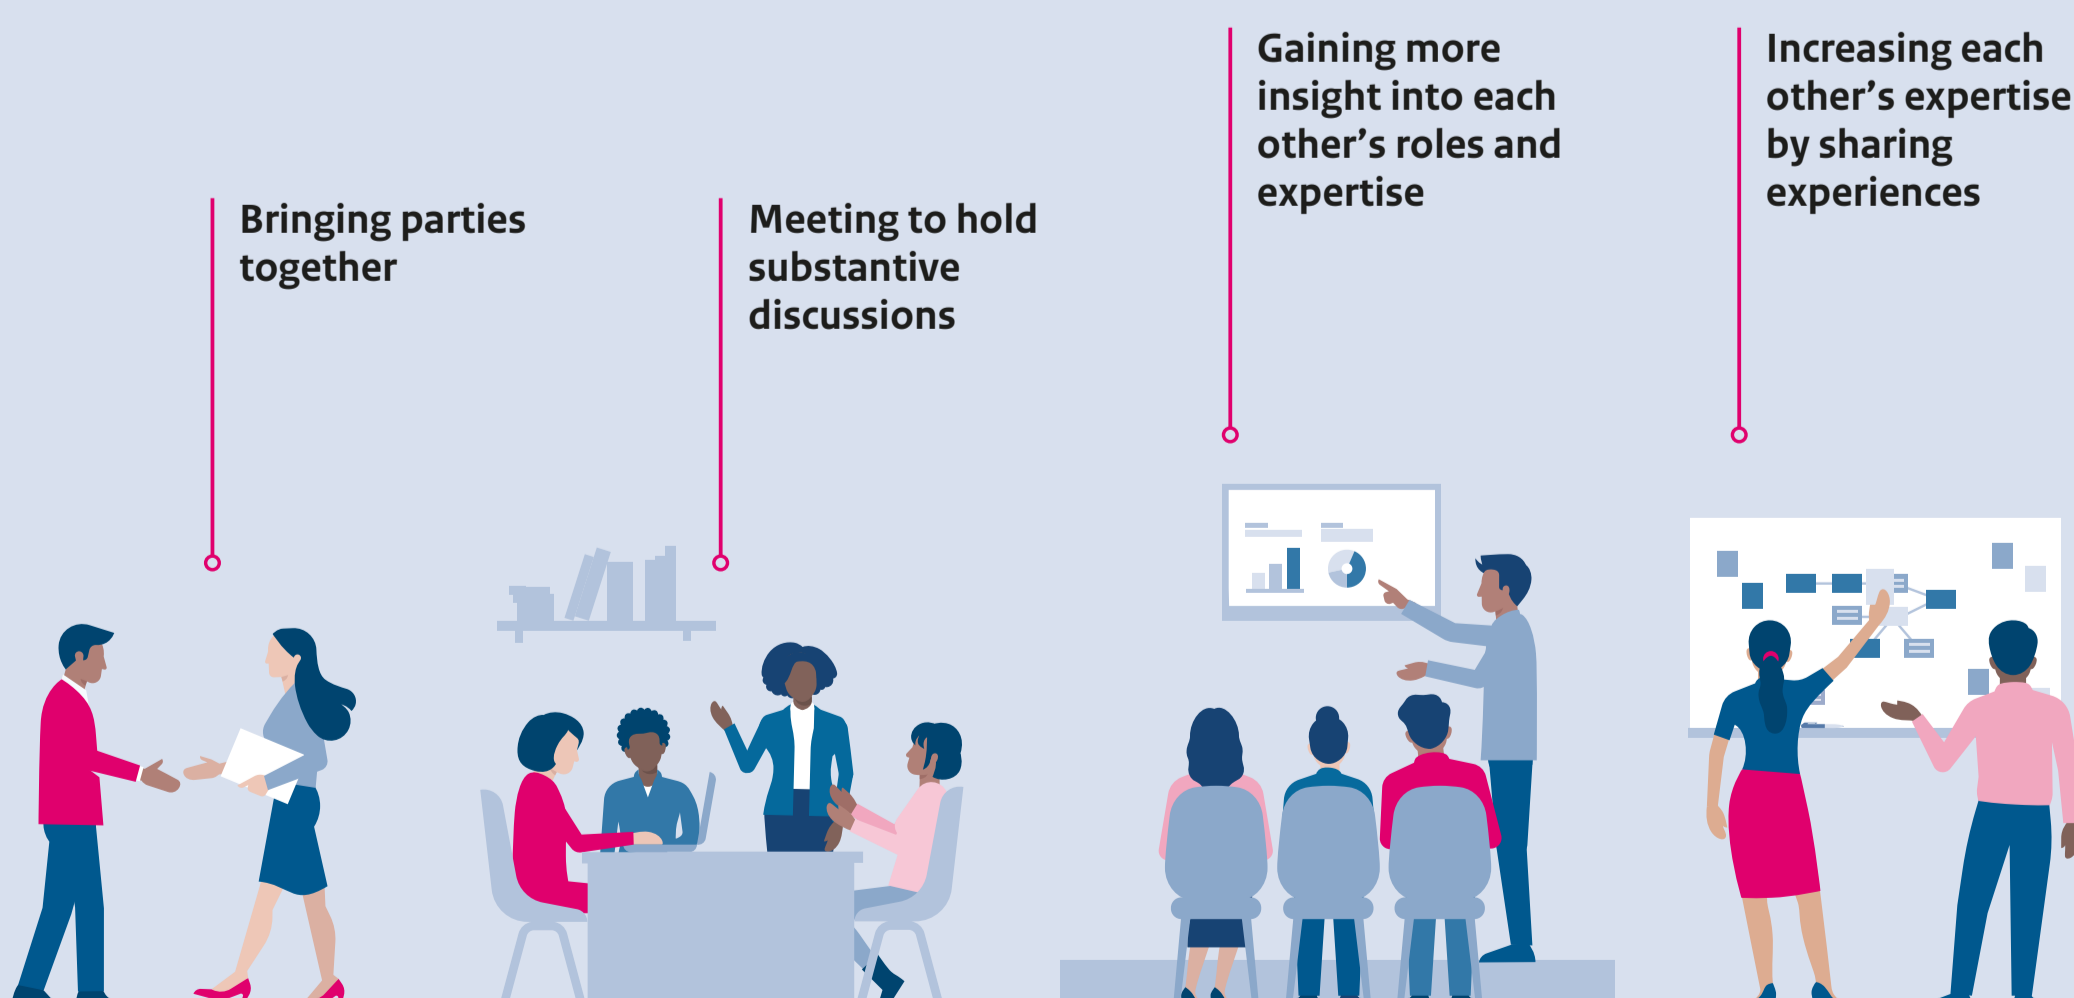 Bringing parties
together
Meeting to hold
substantive
discussions
Gaining more
insight into each
other’s roles and
expertise
Increasing each
other’s expertise
by sharing
experiences